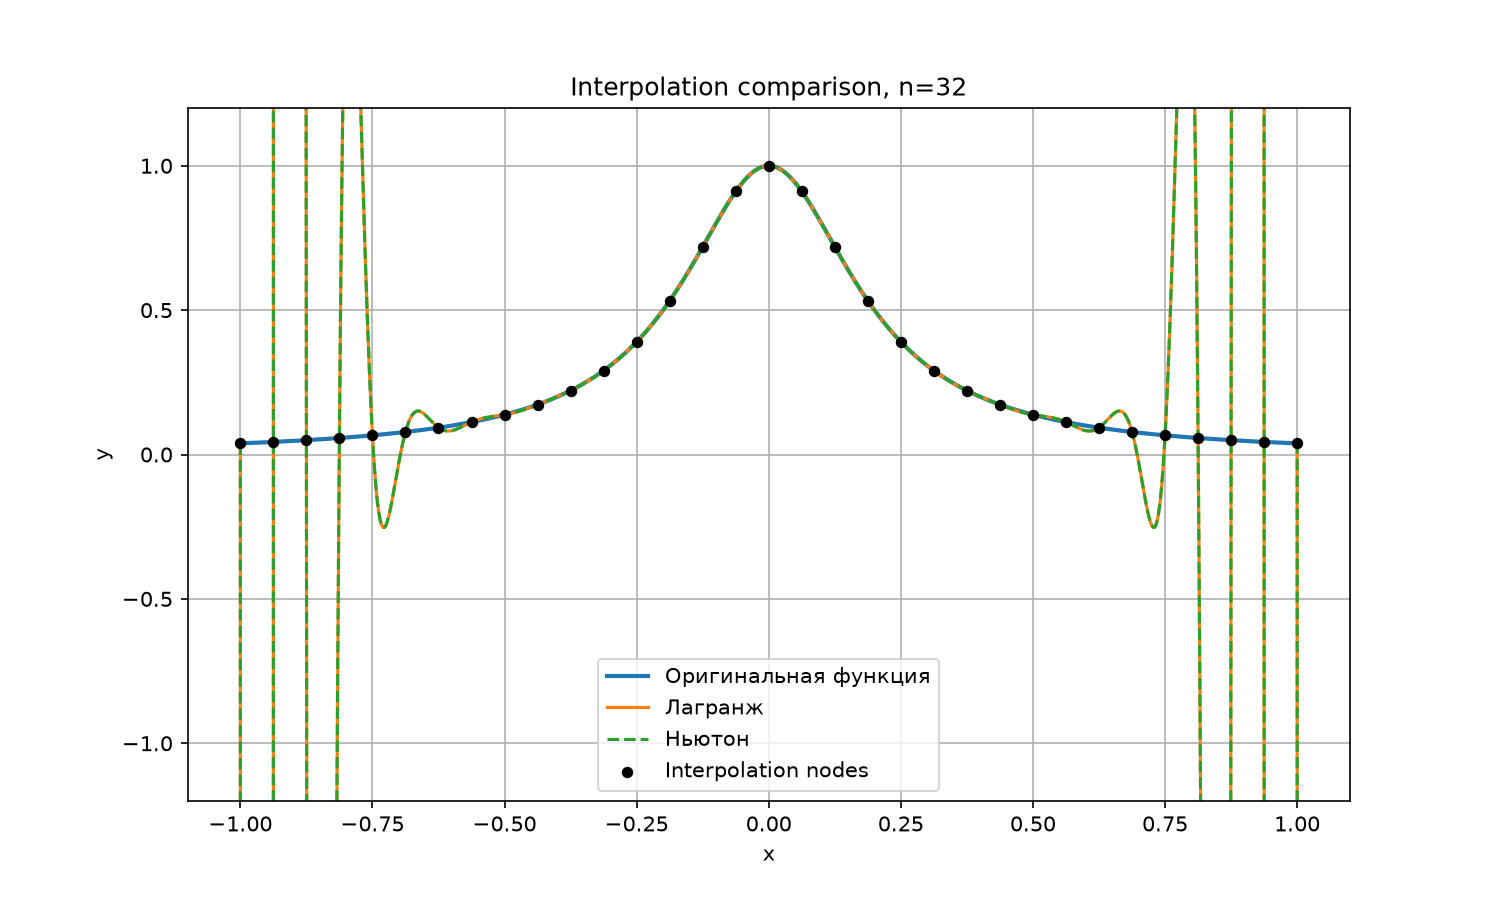 Interpolation comparison, n=32
y
1.0
0.5
0.0
−0.5
−1.0
Оригинальная функция
Лагранж
Ньютон
Interpolation nodes
−1.00 −0.75 −0.50 −0.25 0.00 0.25 0.50 0.75 1.00
x